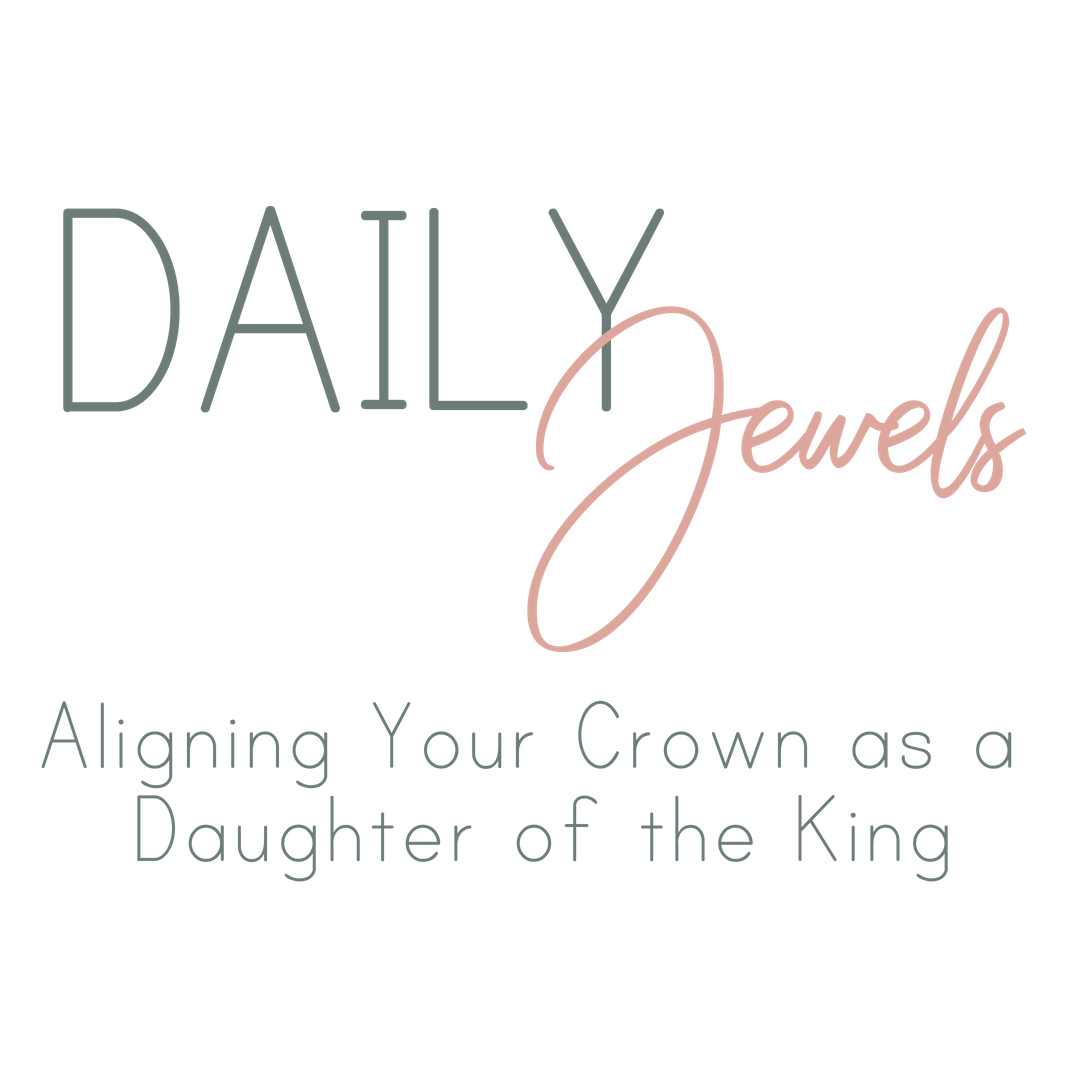 DAILY
Jewels
Aligning Your Crown as a
Daughter of the King